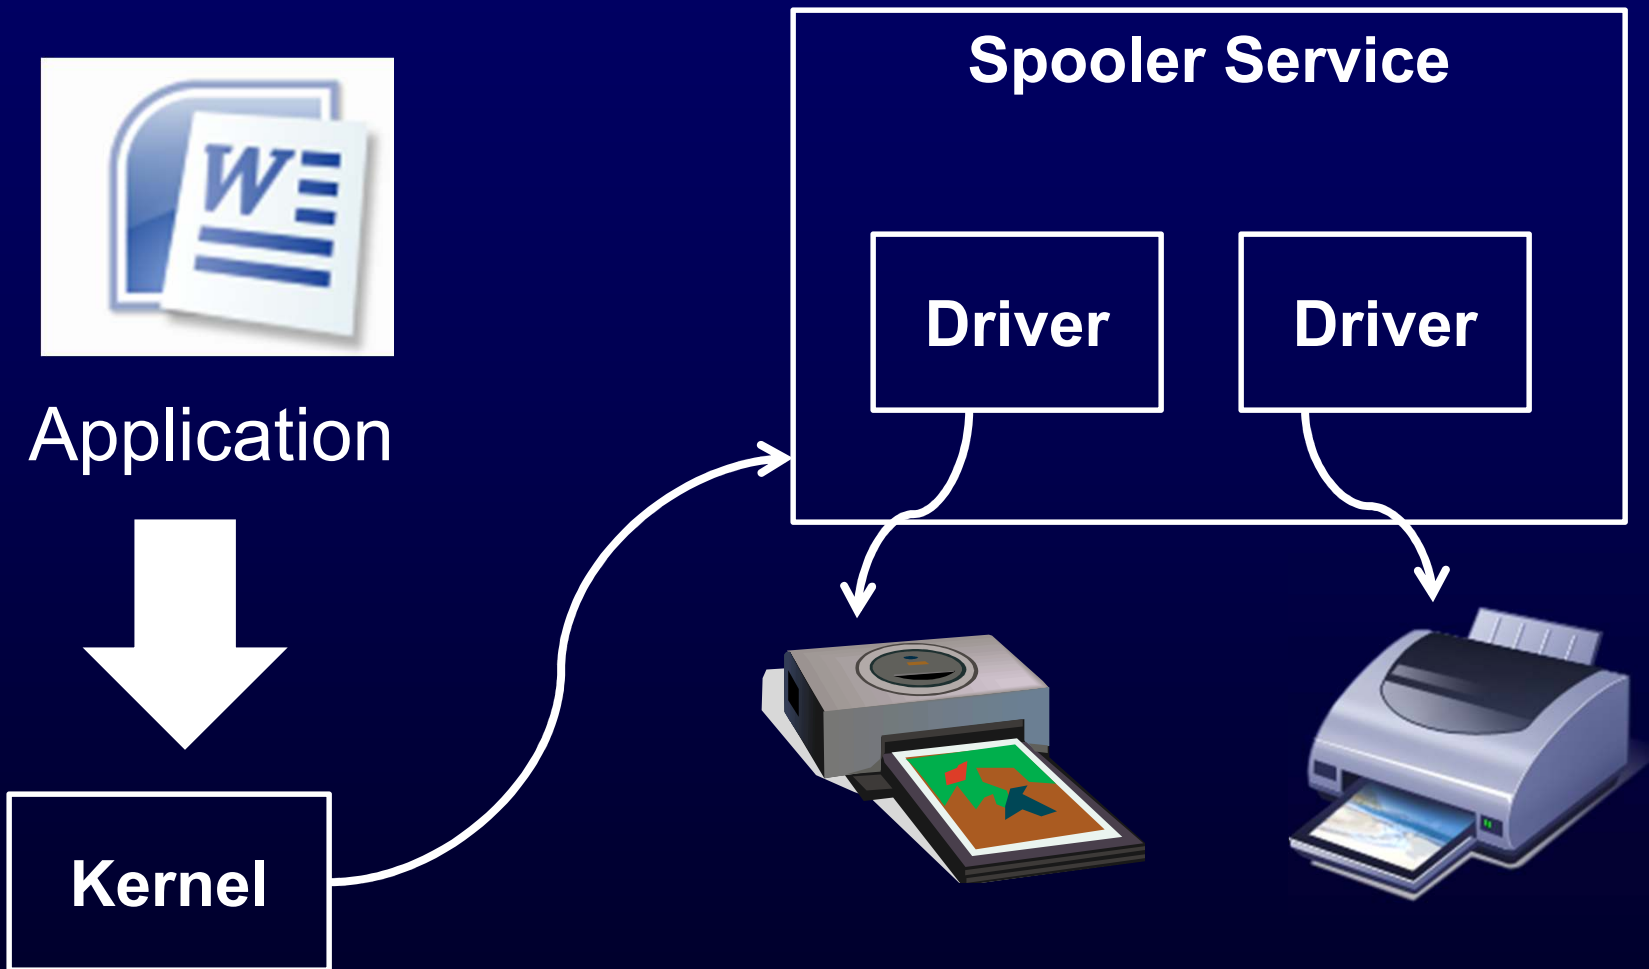 Spooler Service
W
Driver
Driver
Application
Kernel